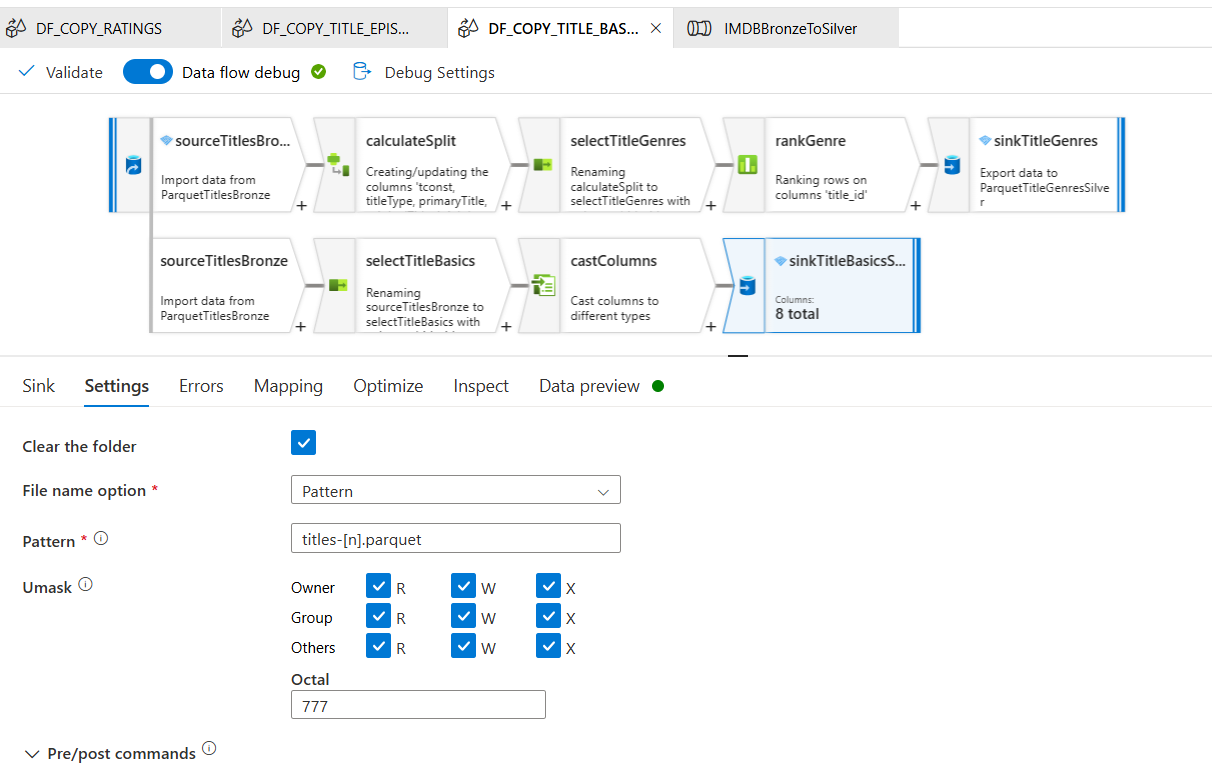 DF_COPY_RATINGS
DF_COPY_TITLE_EPIS...
DF_COPY_TITLE_BAS...
IMDBBronzeToSilver
Validate
Data flow debug
Debug Settings
sourceTitlesBro...
Import data from
ParquetTitlesBronze
calculateSplit
Creating/updating the
columns 'tconst,
titleType, primaryTitle,
selectTitleGenres
Renaming
calculateSplit to
selectTitleGenres with
rankGenre
Ranking rows on
columns 'title_id'
sinkTitleGenres
Export data to
ParquetTitleGenresSilve
r
sourceTitlesBronze
Import data from
ParquetTitlesBronze
selectTitleBasics
Renaming
sourceTitlesBronze to
selectTitleBasics with
castColumns
Cast columns to
different types
sinkTitleBasicsS...
Columns:
8 total
Sink
Settings
Errors
Mapping
Optimize
Inspect
Data preview
Clear the folder
File name option *
Pattern
Pattern *
titles-[n].parquet
Umask
Owner R W X
Group R W X
Others R W X
Octal
777
Pre/post commands